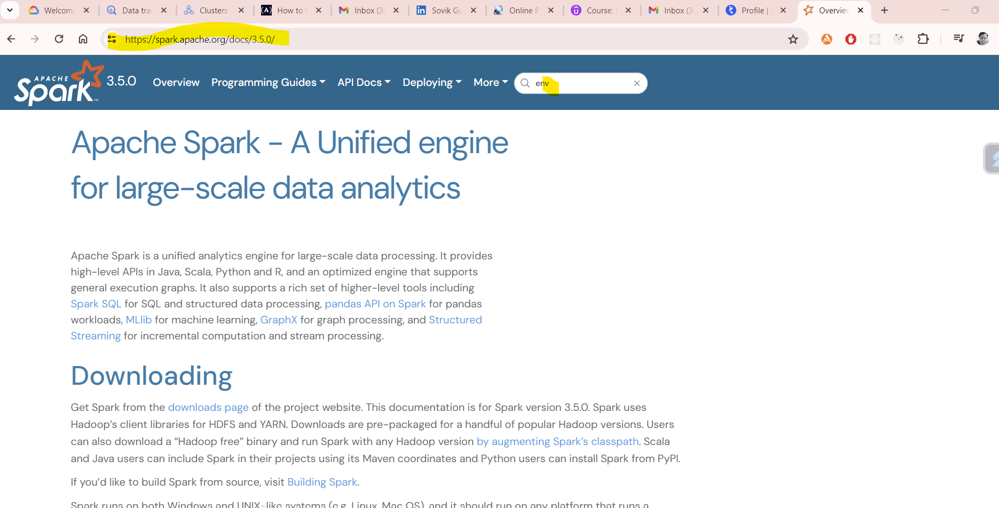 Welcome
Data tra
Clusters
How to
Inbox (3
Sovik Gu
Online P
Course:
Inbox (3
Profile |
Overview
https://spark.apache.org/docs/3.5.0/
APACHE
Spark™
3.5.0
Overview
Programming Guides
API Docs
Deploying
More
env
Apache Spark - A Unified engine
for large-scale data analytics
Apache Spark is a unified analytics engine for large-scale data processing. It provides
high-level APIs in Java, Scala, Python and R, and an optimized engine that supports
general execution graphs. It also supports a rich set of higher-level tools including
Spark SQL for SQL and structured data processing, pandas API on Spark for pandas
workloads, MLlib for machine learning, GraphX for graph processing, and Structured
Streaming for incremental computation and stream processing.
Downloading
Get Spark from the downloads page of the project website. This documentation is for Spark version 3.5.0. Spark uses
Hadoop’s client libraries for HDFS and YARN. Downloads are pre-packaged for a handful of popular Hadoop versions. Users
can also download a “Hadoop free” binary and run Spark with any Hadoop version by augmenting Spark’s classpath. Scala
and Java users can include Spark in their projects using its Maven coordinates and Python users can install Spark from PyPI.
If you’d like to build Spark from source, visit Building Spark.
Spark runs on both Windows and UNIX-like systems (e.g. Linux, Mac OS), and it should run on any platform that runs a